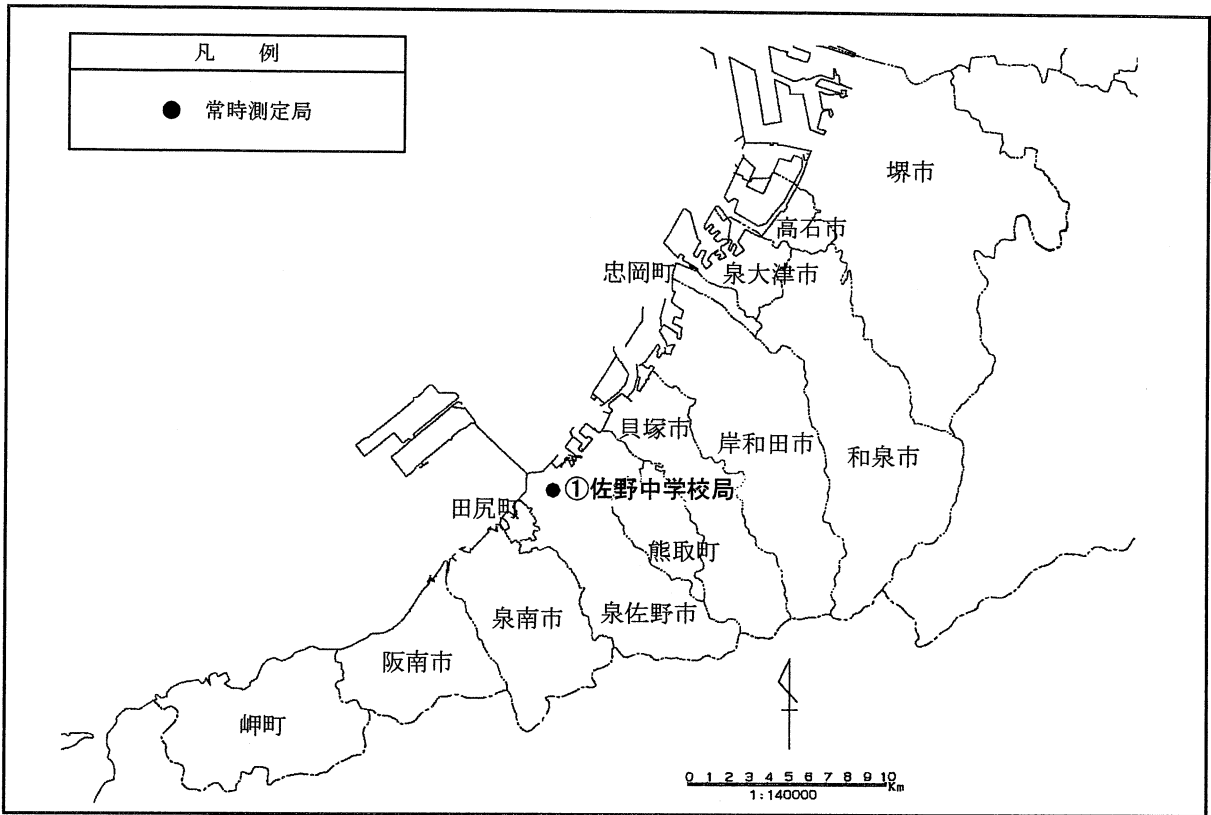 凡 例
● 常時測定局
堺市
高石市
忠岡町
泉大津市
貝塚市
岸和田市
和泉市
①佐野中学校局
田尻町
熊取町
泉南市
泉佐野市
阪南市
岬町
0 1 2 3 4 5 6 7 8 9 10
Km
1:140000